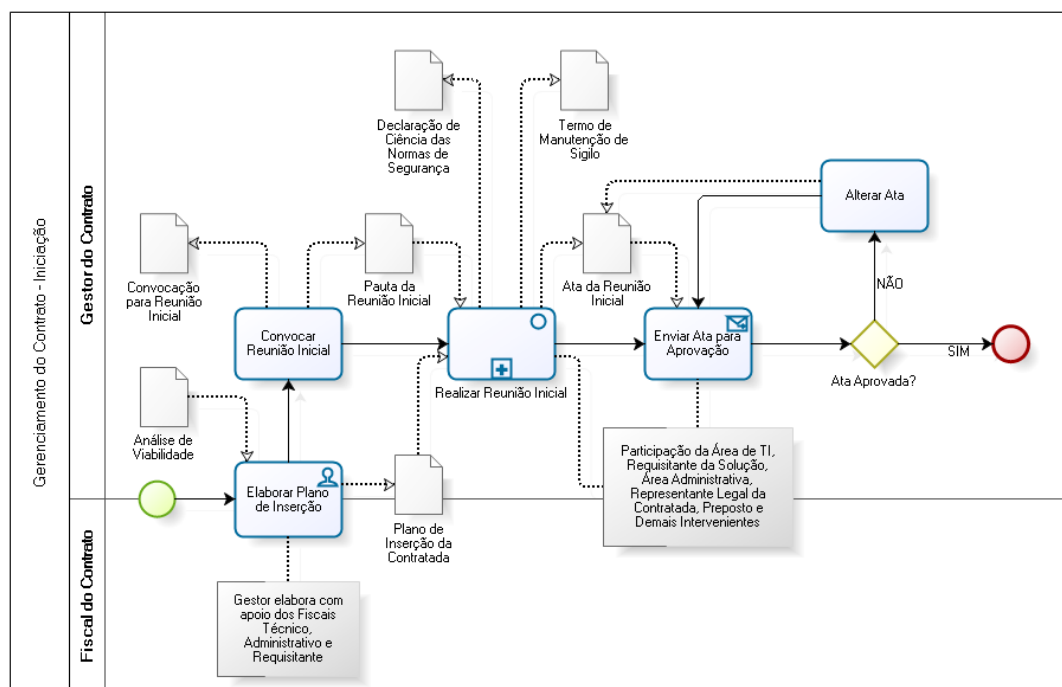 Gerenciamento do Contrato - Iniciação
Gestor do Contrato
Fiscal do Contrato
Declaração de
Ciência das
Normas de
Segurança
Termo de
Manutenção de
Sigilo
Alterar Ata
Convocação
para Reunião
Inicial
Pauta da
Reunião Inicial
Ata da Reunião
Inicial
NÃO
Convocar
Reunião Inicial
Realizar Reunião Inicial
Enviar Ata para
Aprovação
SIM
Ata Aprovada?
Análise de
Viabilidade
Elaborar Plano
de Inserção
Plano de
Inserção da
Contratada
Participação da Área de TI,
Requisitante da Solução,
Área Administrativa,
Representante Legal da
Contratada, Preposto e
Demais Intervenientes
Gestor elabora com
apoio dos Fiscais
Técnico,
Administrativo e
Requisitante